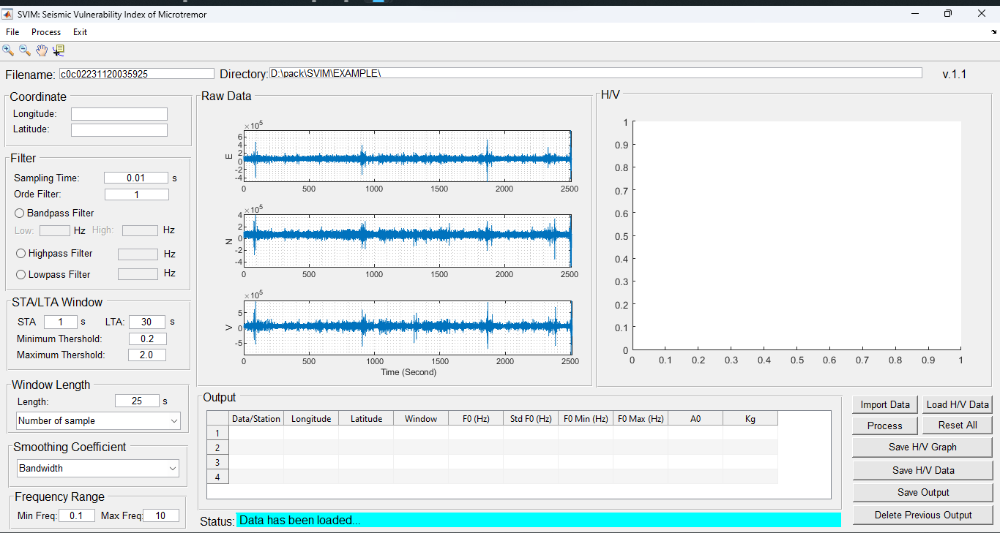 SVIM: Seismic Vulnerability Index of Microtremor
File Process Exit
Filename: c0c02231120035925 Directory: D:\pack\SVIM\EXAMPLE\ v.1.1
Coordinate
Longitude:
Latitude:
Filter
Sampling Time: 0.01 s
Orde Filter: 1
Bandpass Filter
Low: Hz High: Hz
Highpass Filter Hz
Lowpass Filter Hz
STA/LTA Window
STA 1 s LTA: 30 s
Minimum Thershold: 0.2
Maximum Thershold: 2.0
Window Length
Length: 25 s
Number of sample
Smoothing Coefficient
Bandwidth
Frequency Range
Min Freq: 0.1 Max Freq 10
Raw Data
×10^5
6
4
2
0
-2
-4
E
0 500 1000 1500 2000 2500
×10^5
4
2
0
-2
-4
N
0 500 1000 1500 2000 2500
×10^5
5
0
-5
V
0 500 1000 1500 2000 2500
Time (Second)
H/V
1
0.9
0.8
0.7
0.6
0.5
0.4
0.3
0.2
0.1
0
0 0.1 0.2 0.3 0.4 0.5 0.6 0.7 0.8 0.9 1
Output
Data/Station Longitude Latitude Window F0 (Hz) Std F0 (Hz) F0 Min (Hz) F0 Max (Hz) A0 Kg
1
2
3
4
Status: Data has been loaded...
Import Data Load H/V Data
Process Reset All
Save H/V Graph
Save H/V Data
Save Output
Delete Previous Output